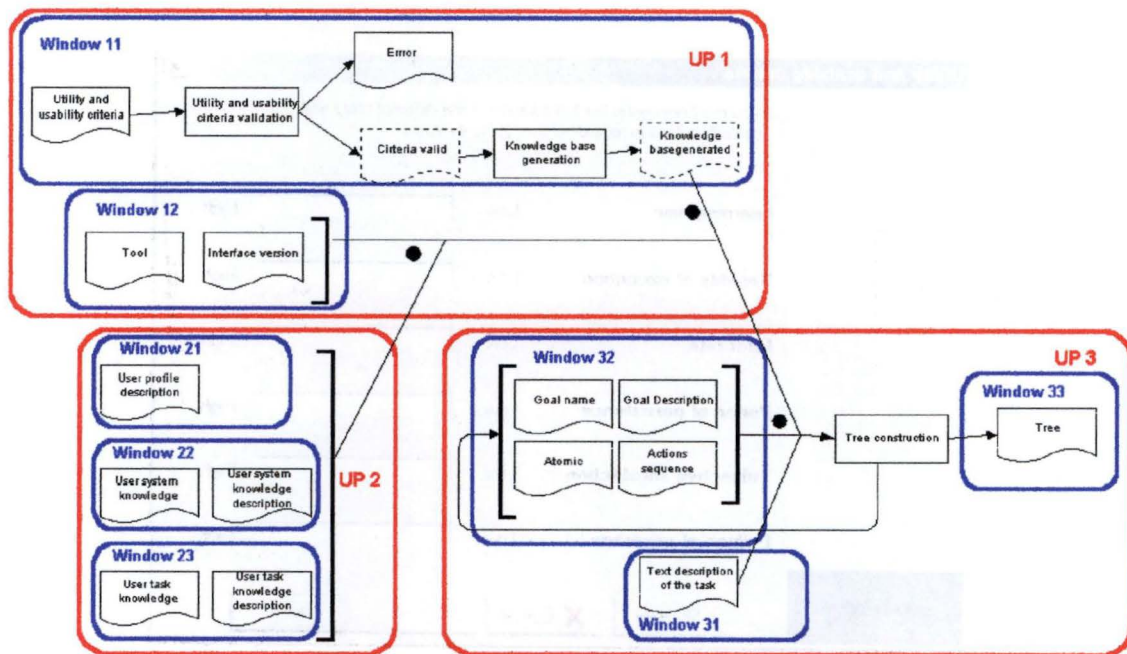 Window 11
UP 1
Error
Utility and
usability criteria
Utility and usability
cirteria validation
Cirteria valid
Knowledge base
generation
Knowledge
basegenerated
Window 12
Tool
Interface version
Window 21
User profile
description
Window 22
User system
knowledge
User system
knowledge
description
UP 2
Window 23
User task
knowledge
User task
knowledge
description
Window 32
UP 3
Goal name
Goal Description
Atomic
Actions
sequence
Tree construction
Window 33
Tree
Text description
of the task
Window 31